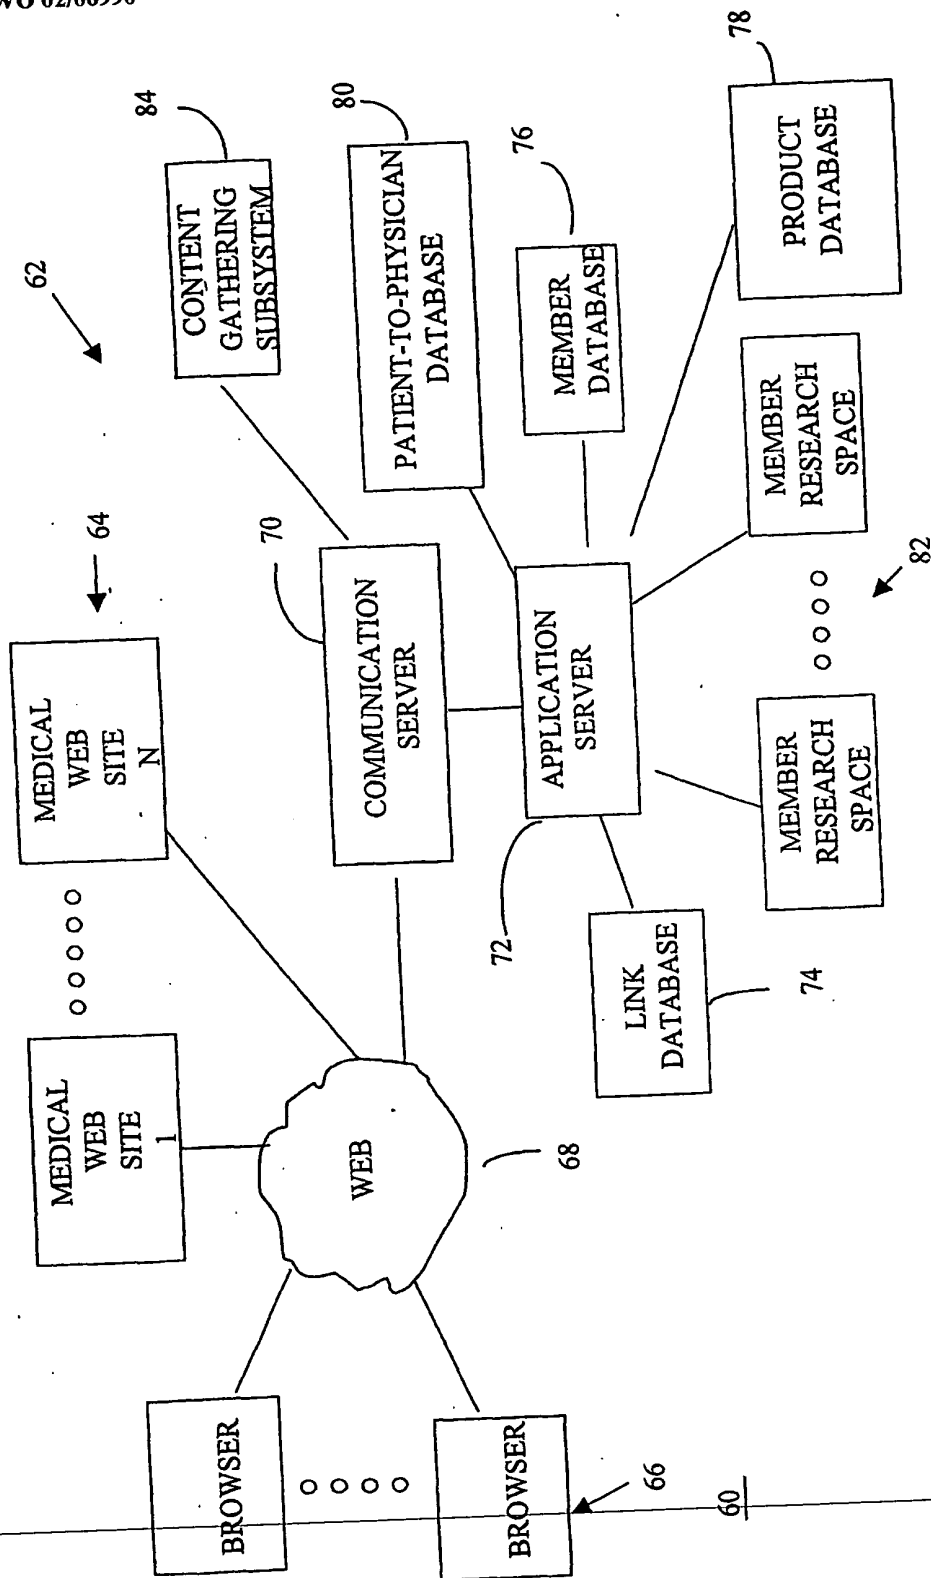 WO 02/
62
64
MEDICAL
WEB
SITE
1
MEDICAL
WEB
SITE
N
CONTENT
GATHERING
SUBSYSTEM
84
BROWSER
BROWSER
66
60
WEB
68
COMMUNICATION
SERVER
70
PATIENT-TO-PHYSICIAN
DATABASE
80
APPLICATION
SERVER
72
MEMBER
DATABASE
76
LINK
DATABASE
74
MEMBER
RESEARCH
SPACE
MEMBER
RESEARCH
SPACE
82
PRODUCT
DATABASE
78